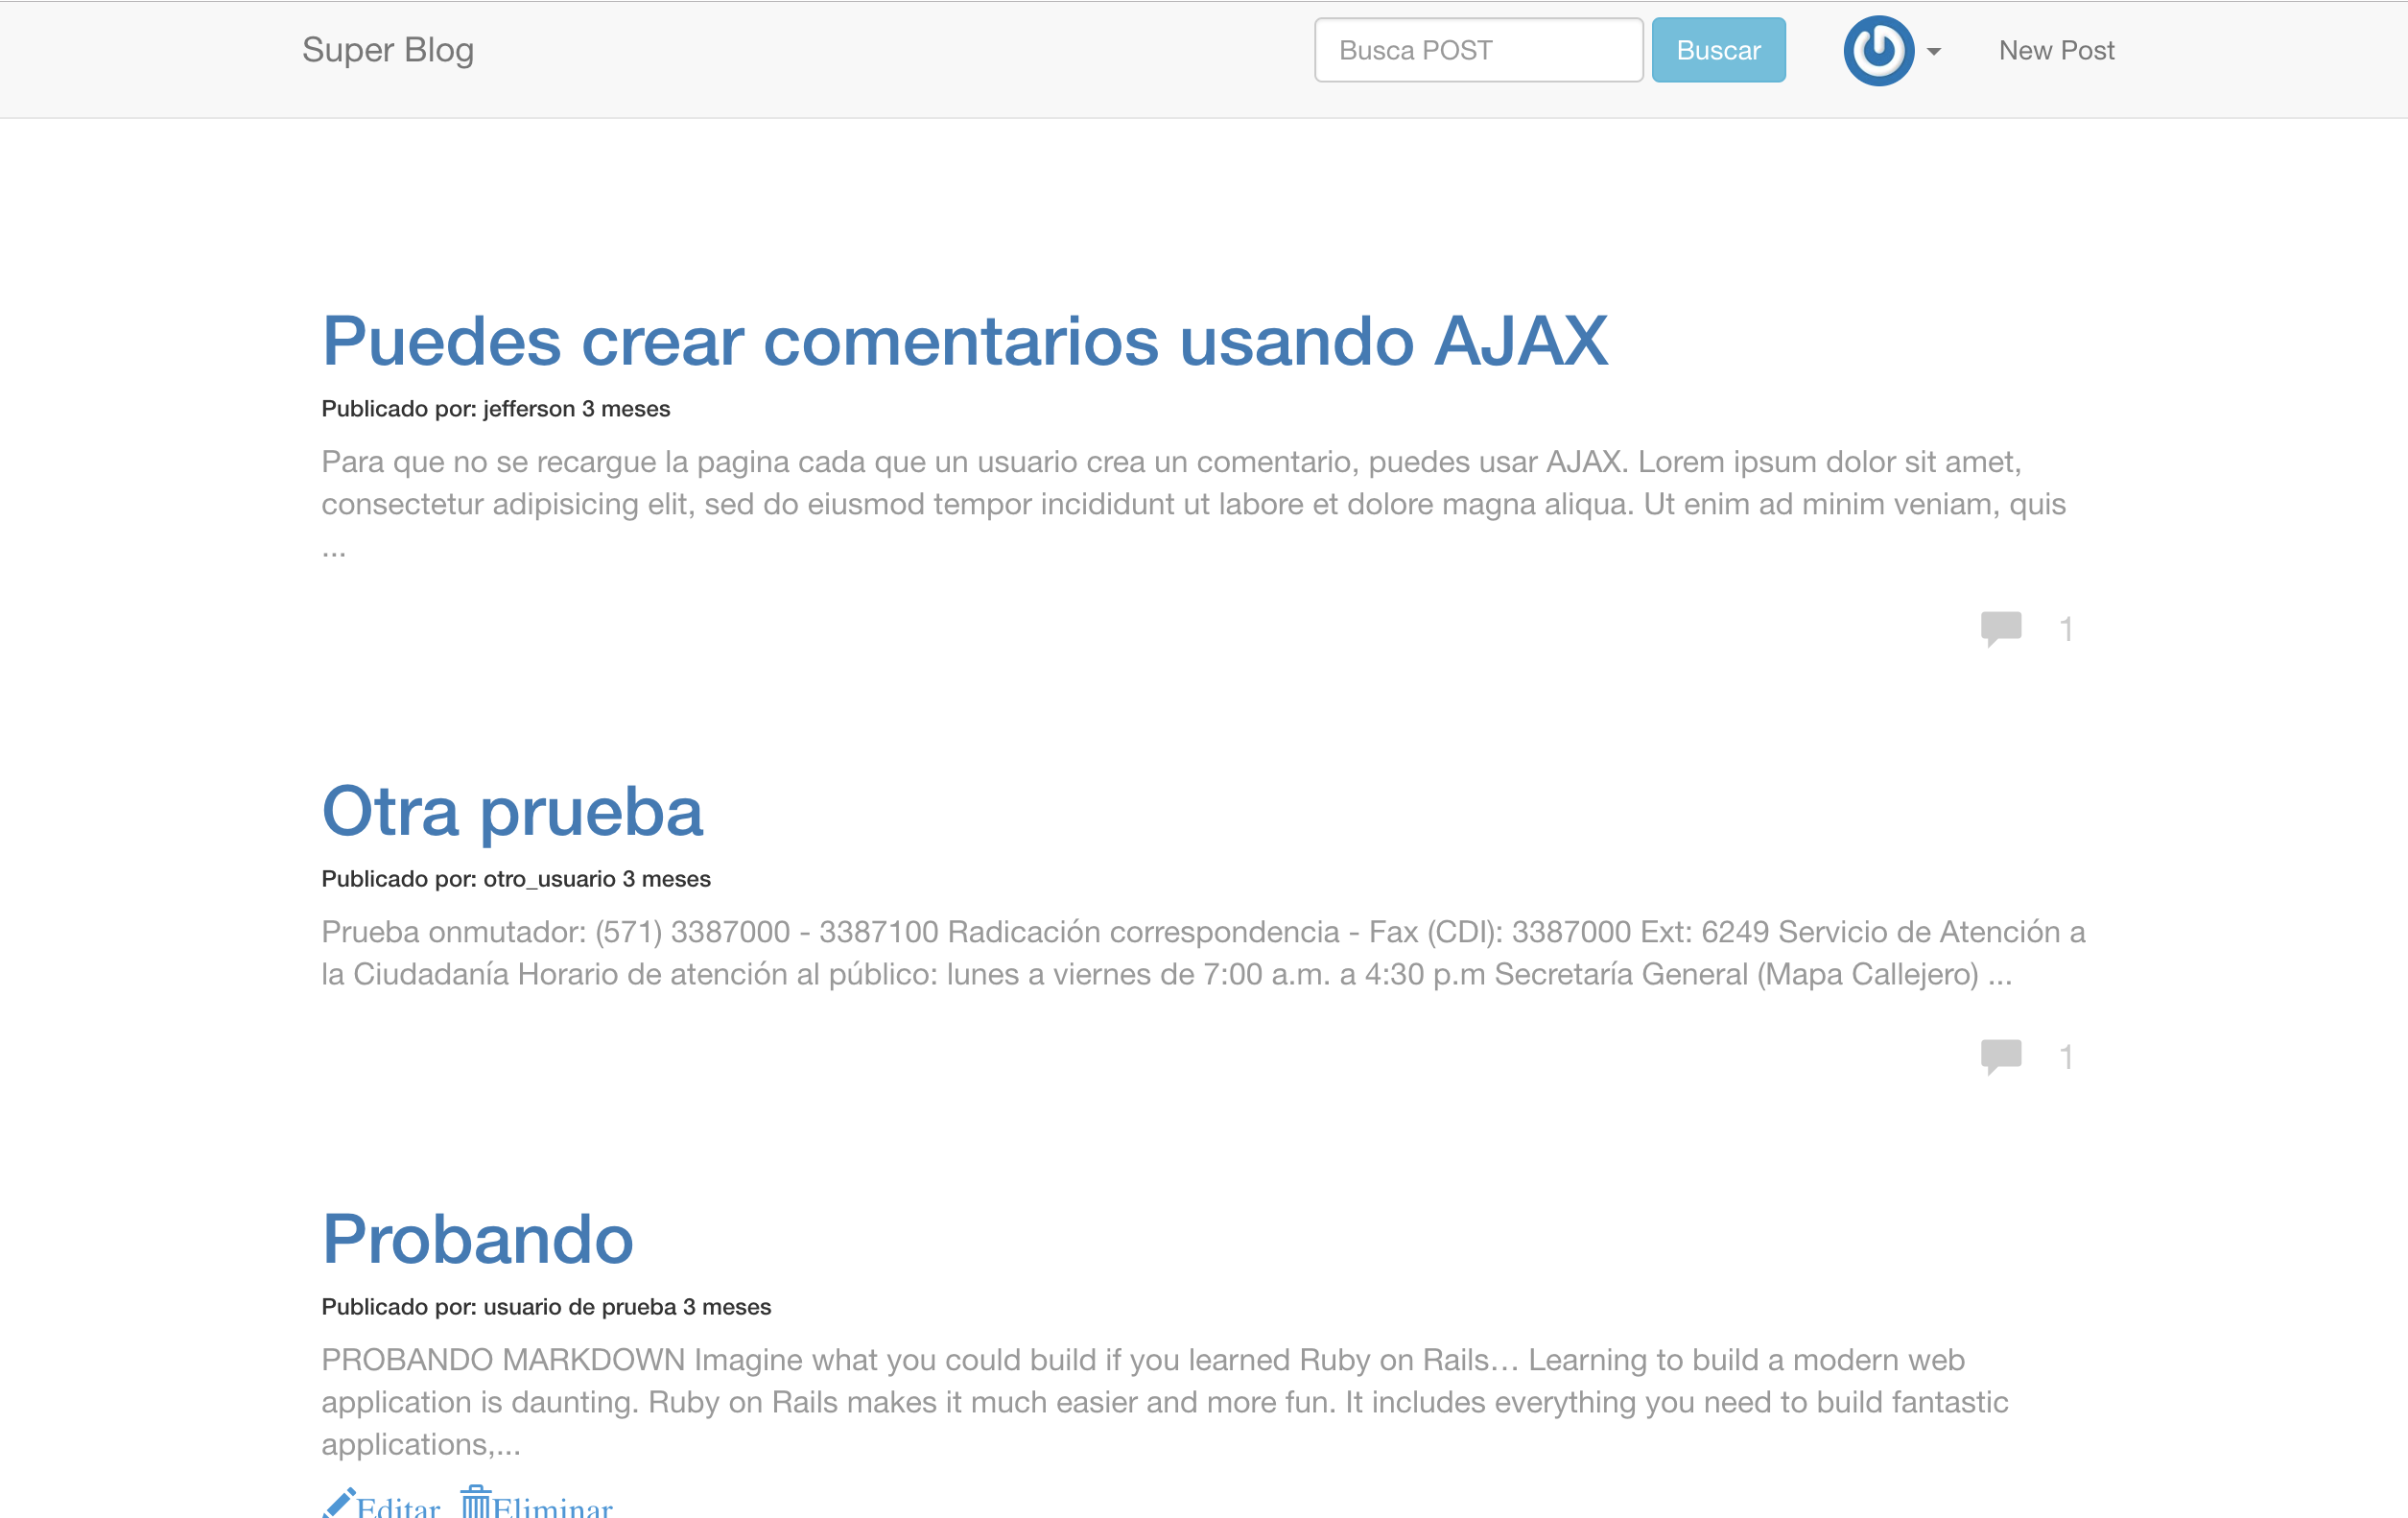 Super Blog
Busca POST
Buscar
New Post
Puedes crear comentarios usando AJAX
Publicado por: jefferson 3 meses
Para que no se recargue la pagina cada que un usuario crea un comentario, puedes usar AJAX. Lorem ipsum dolor sit amet,
consectetur adipisicing elit, sed do eiusmod tempor incididunt ut labore et dolore magna aliqua. Ut enim ad minim veniam, quis
...
1
Otra prueba
Publicado por: otro_usuario 3 meses
Prueba onmutador: (571) 3387000 - 3387100 Radicación correspondencia - Fax (CDI): 3387000 Ext: 6249 Servicio de Atención a
la Ciudadanía Horario de atención al público: lunes a viernes de 7:00 a.m. a 4:30 p.m Secretaría General (Mapa Callejero) ...
1
Probando
Publicado por: usuario de prueba 3 meses
PROBANDO MARKDOWN Imagine what you could build if you learned Ruby on Rails… Learning to build a modern web
application is daunting. Ruby on Rails makes it much easier and more fun. It includes everything you need to build fantastic
applications,...
Editar Eliminar